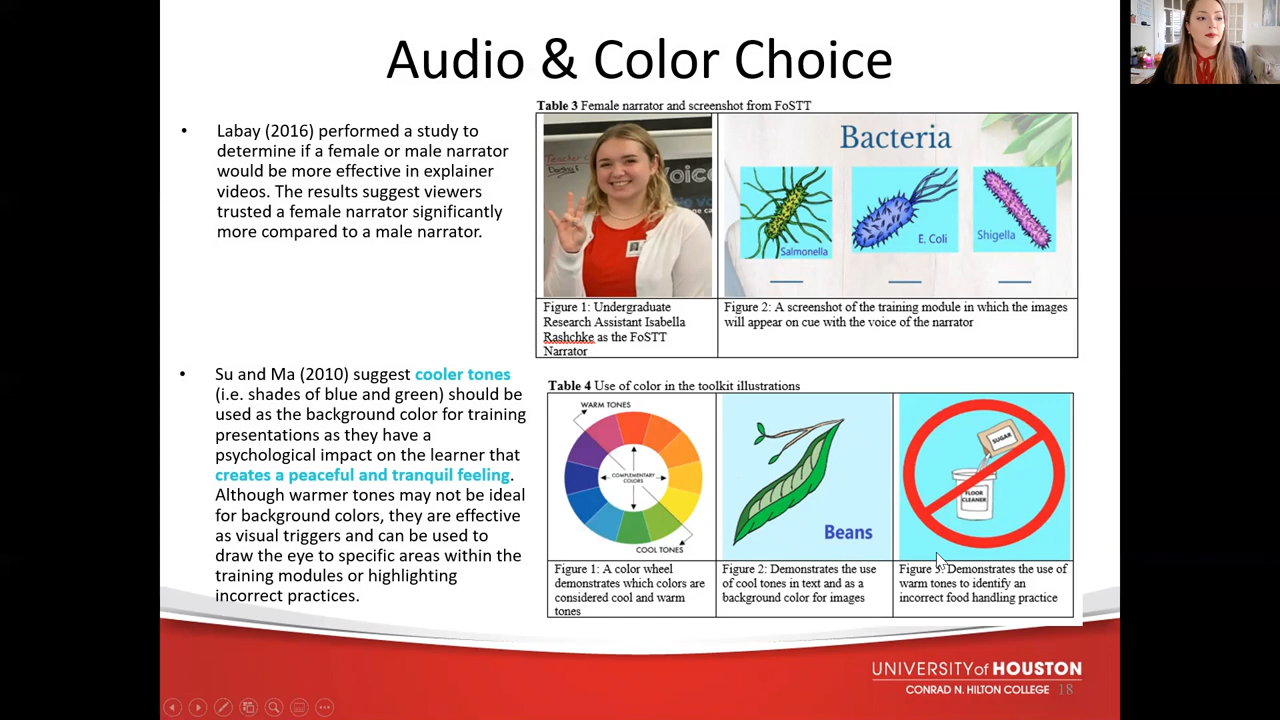 Audio & Color Choice
• Labay (2016) performed a study to
determine if a female or male narrator
would be more effective in explainer
videos. The results suggest viewers
trusted a female narrator significantly
more compared to a male narrator.
• Su and Ma (2010) suggest cooler tones
(i.e. shades of blue and green) should be
used as the background color for training
presentations as they have a
psychological impact on the learner that
creates a peaceful and tranquil feeling.
Although warmer tones may not be ideal
for background colors, they are effective
as visual triggers and can be used to
draw the eye to specific areas within the
training modules or highlighting
incorrect practices.
Table 3 Female narrator and screenshot from FoSTT
Bacteria
Salmonella
E. Coli
Shigella
Figure 1: Undergraduate
Research Assistant Isabella
Rashchke as the FoSTT
Narrator
Figure 2: A screenshot of the training module in which the images
will appear on cue with the voice of the narrator
Table 4 Use of color in the toolkit illustrations
WARM TONES
COMPLEMENTARY
COLORS
COOL TONES
Beans
SUGAR
FLOOR
CLEANER
Figure 1: A color wheel
demonstrates which colors are
considered cool and warm
tones
Figure 2: Demonstrates the use
of cool tones in text and as a
background color for images
Figure 3: Demonstrates the use of
warm tones to identify an
incorrect food handling practice
UNIVERSITY of HOUSTON
CONRAD N. HILTON COLLEGE 18